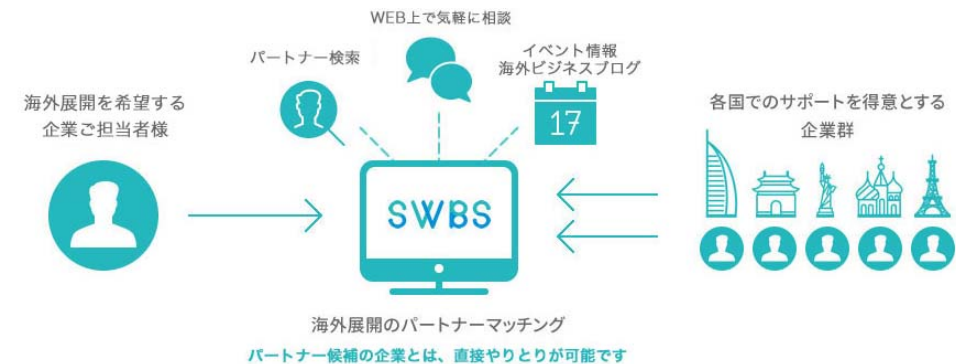 WEB上で気軽に相談
パートナー検索
イベント情報
海外ビジネスブログ
17
海外展開を希望する
企業ご担当者様
各国でのサポートを得意とする
企業群
SWBS
海外展開のパートナーマッチング
パートナー候補の企業とは、直接やりとりが可能です